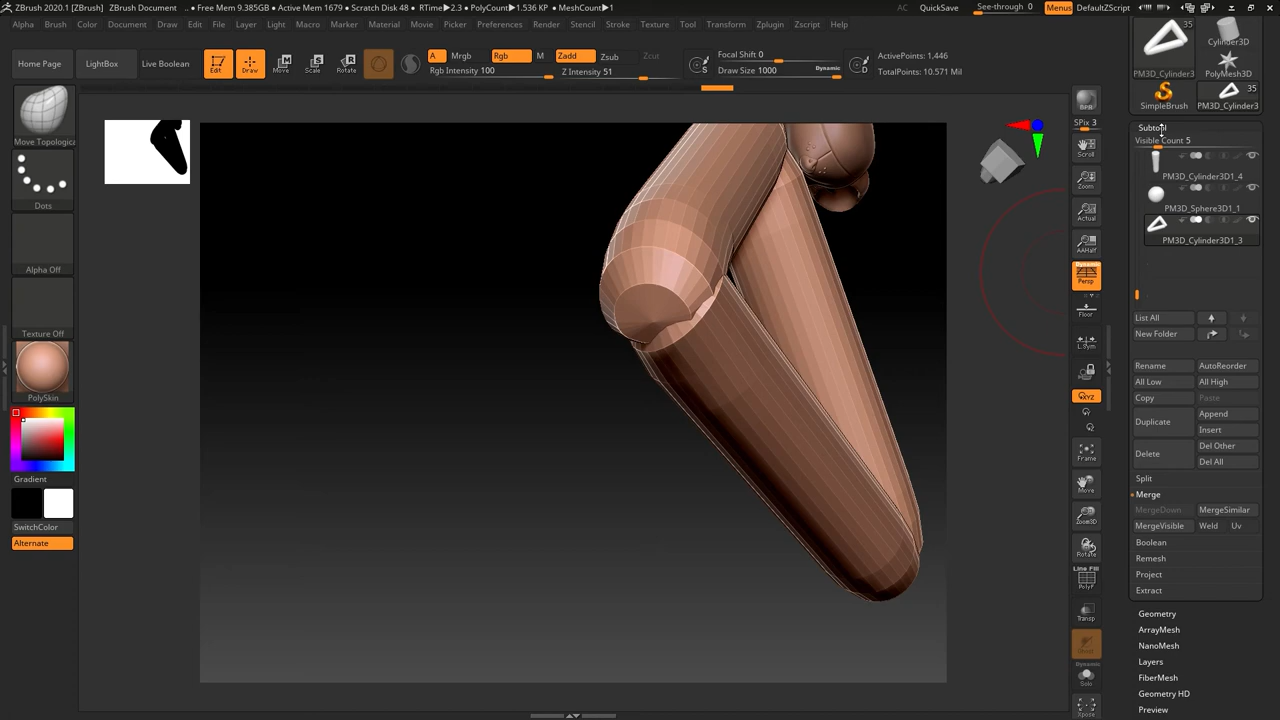 ZBrush 2020.1 [ZBrush] .. ● Free Mem 9.385GB ● Active Mem 1679 ● Scratch Disk 48 ● RTime▶2.3 ● PolyCount▶1.536 KP ● MeshCount▶1
AC QuickSave See-through 0 Menus DefaultZScript
Alpha Brush Color Document Draw Edit File Layer Light Macro Marker Material Movie Picker Preferences Render Stencil Stroke Texture Tool Transform Zplugin Zscript Help
Home Page LightBox Live Boolean Edit Draw Move Scale Rotate
A Mrgb Rgb M Zadd Zsub Zcut
Rgb Intensity 100 Z Intensity 51
S Focal Shift 0
Draw Size 1000 Dynamic D
ActivePoints: 1,446
TotalPoints: 10.571 Mil
Move Topological
Dots
Alpha Off
Texture Off
PolySkin
Gradient
SwitchColor
Alternate
BPR
SPix 3
Scroll
Zoom
Actual
AAHalf
Dynamic
Persp
Floor
L.Sym
XYZ
Frame
Move
Zoom3D
Rotate
Line Fill
PolyF
Transp
Dynamic
Solo
Xpose
35
Cylinder3D
PM3D_Cylinder3 PolyMesh3D
35
SimpleBrush PM3D_Cylinder3
Subtool
Visible Count 5
PM3D_Cylinder3D1_4
PM3D_Sphere3D1_1
PM3D_Cylinder3D1_3
List All
New Folder
Rename AutoReorder
All Low All High
Copy Paste
Duplicate Append
Insert
Delete Del Other
Del All
Split
Merge
MergeDown MergeSimilar
MergeVisible Weld Uv
Boolean
Remesh
Project
Extract
Geometry
ArrayMesh
NanoMesh
Layers
FiberMesh
Geometry HD
Preview